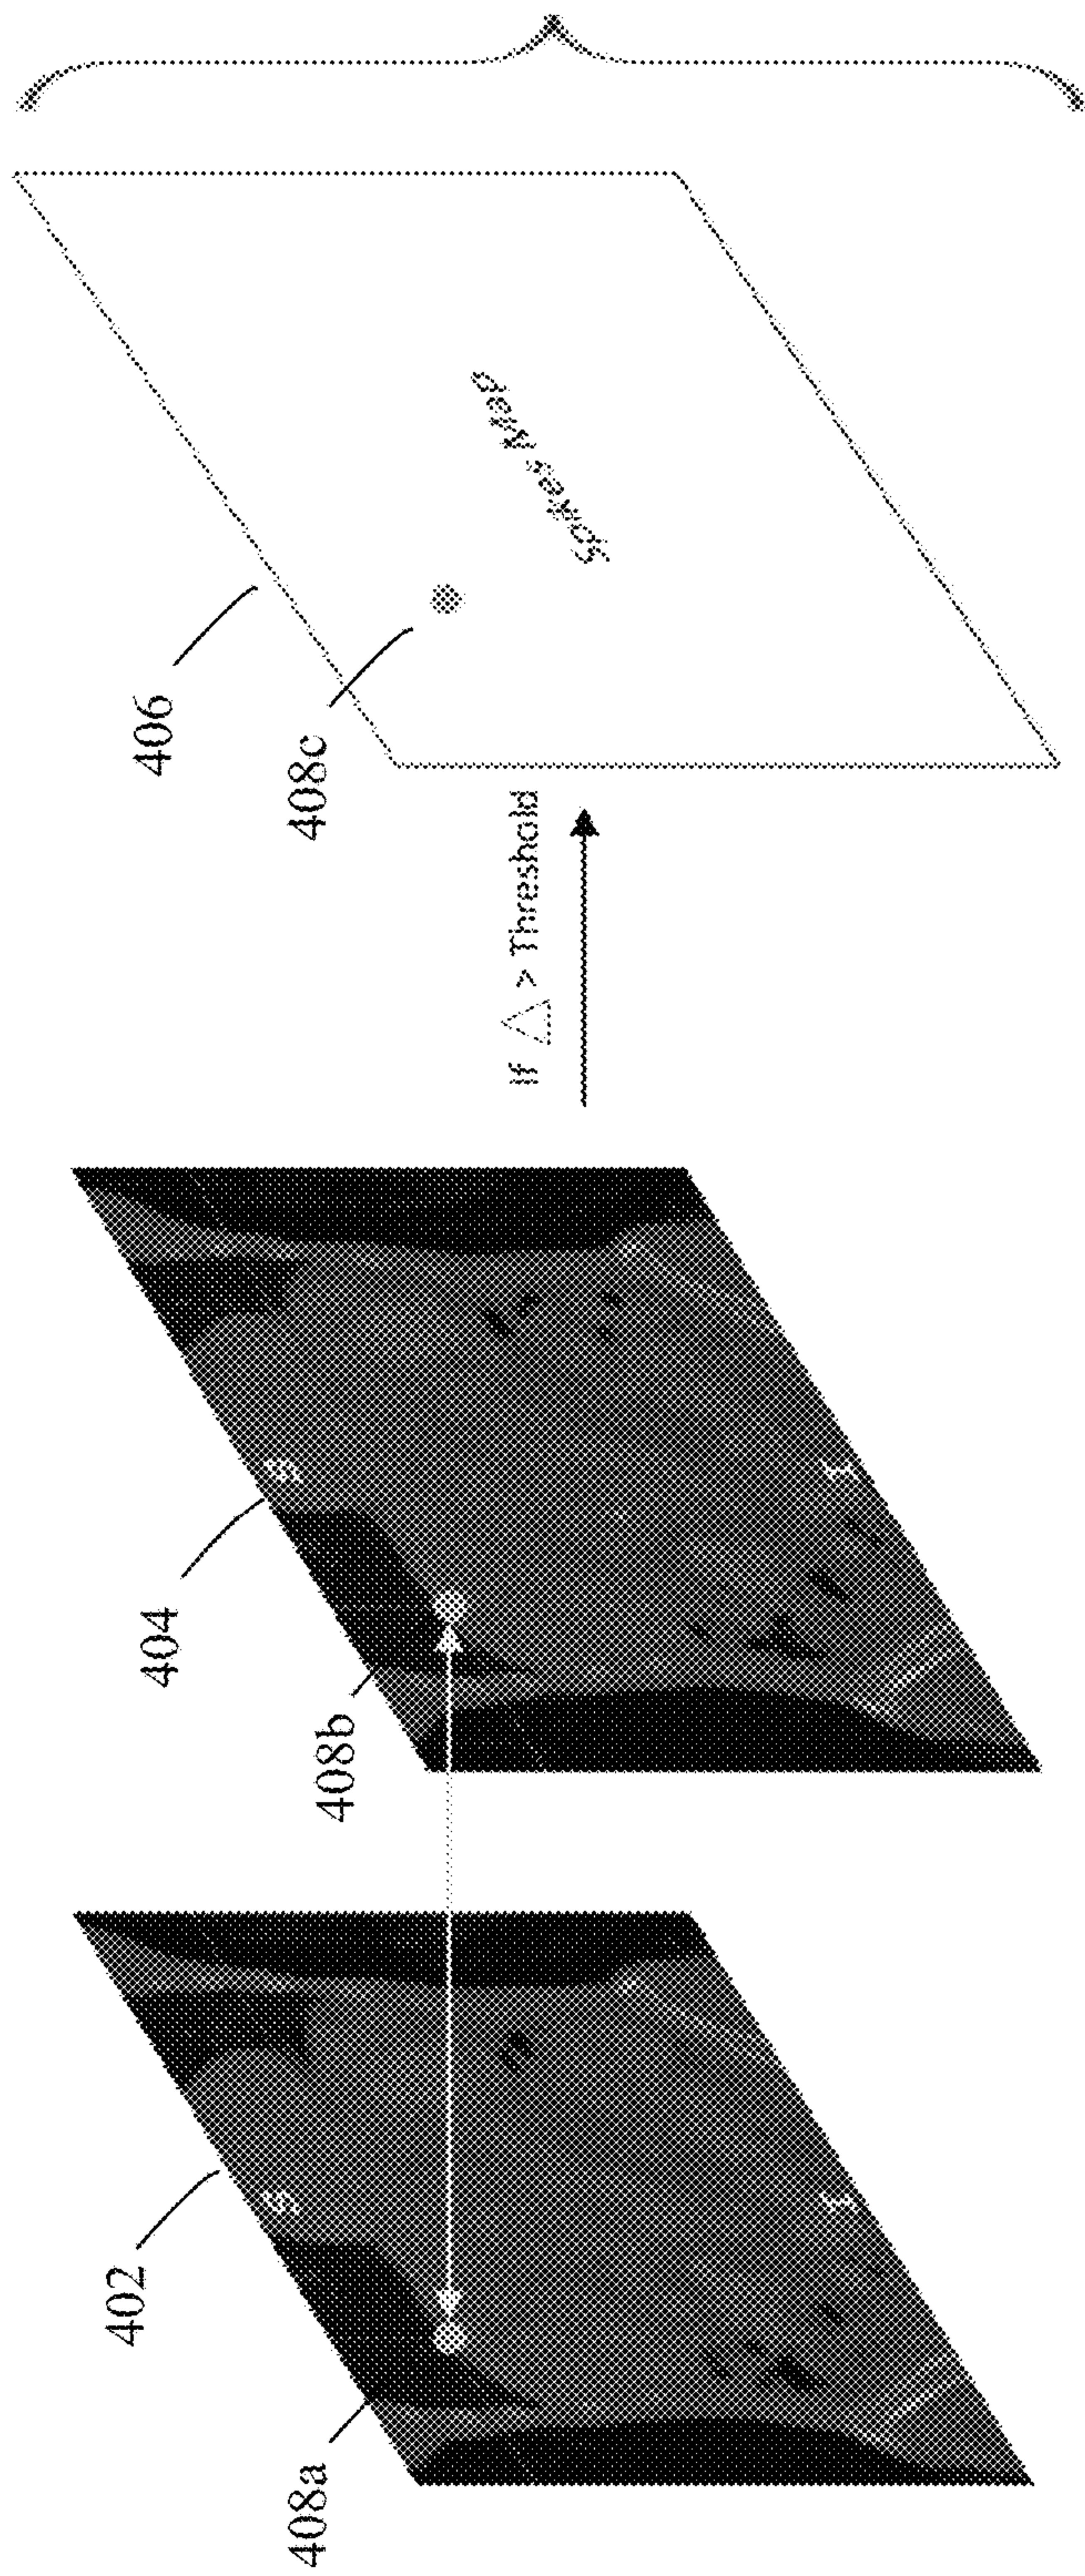 402
408a
S
I
404
408b
S
I
If △ > Threshold
406
408c
Spikes' Map